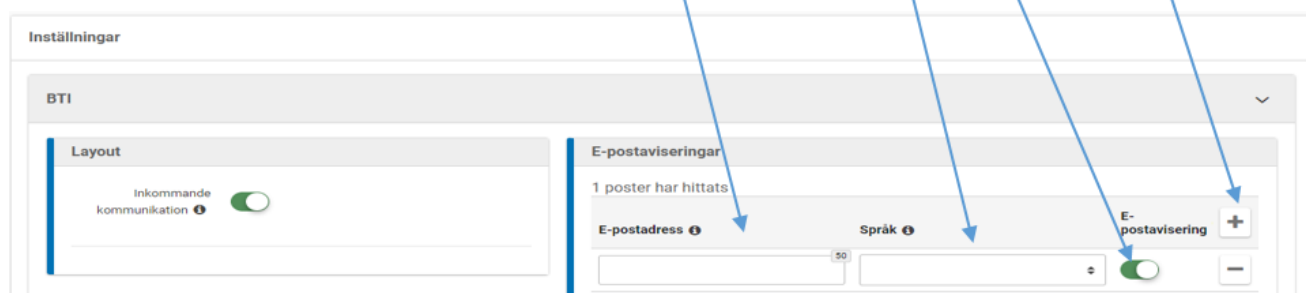 Inställningar
BTI
Layout
Inkommande
kommunikation
E-postaviseringar
1 poster har hittats
E-postadress
Språk
E-
postavisering
50